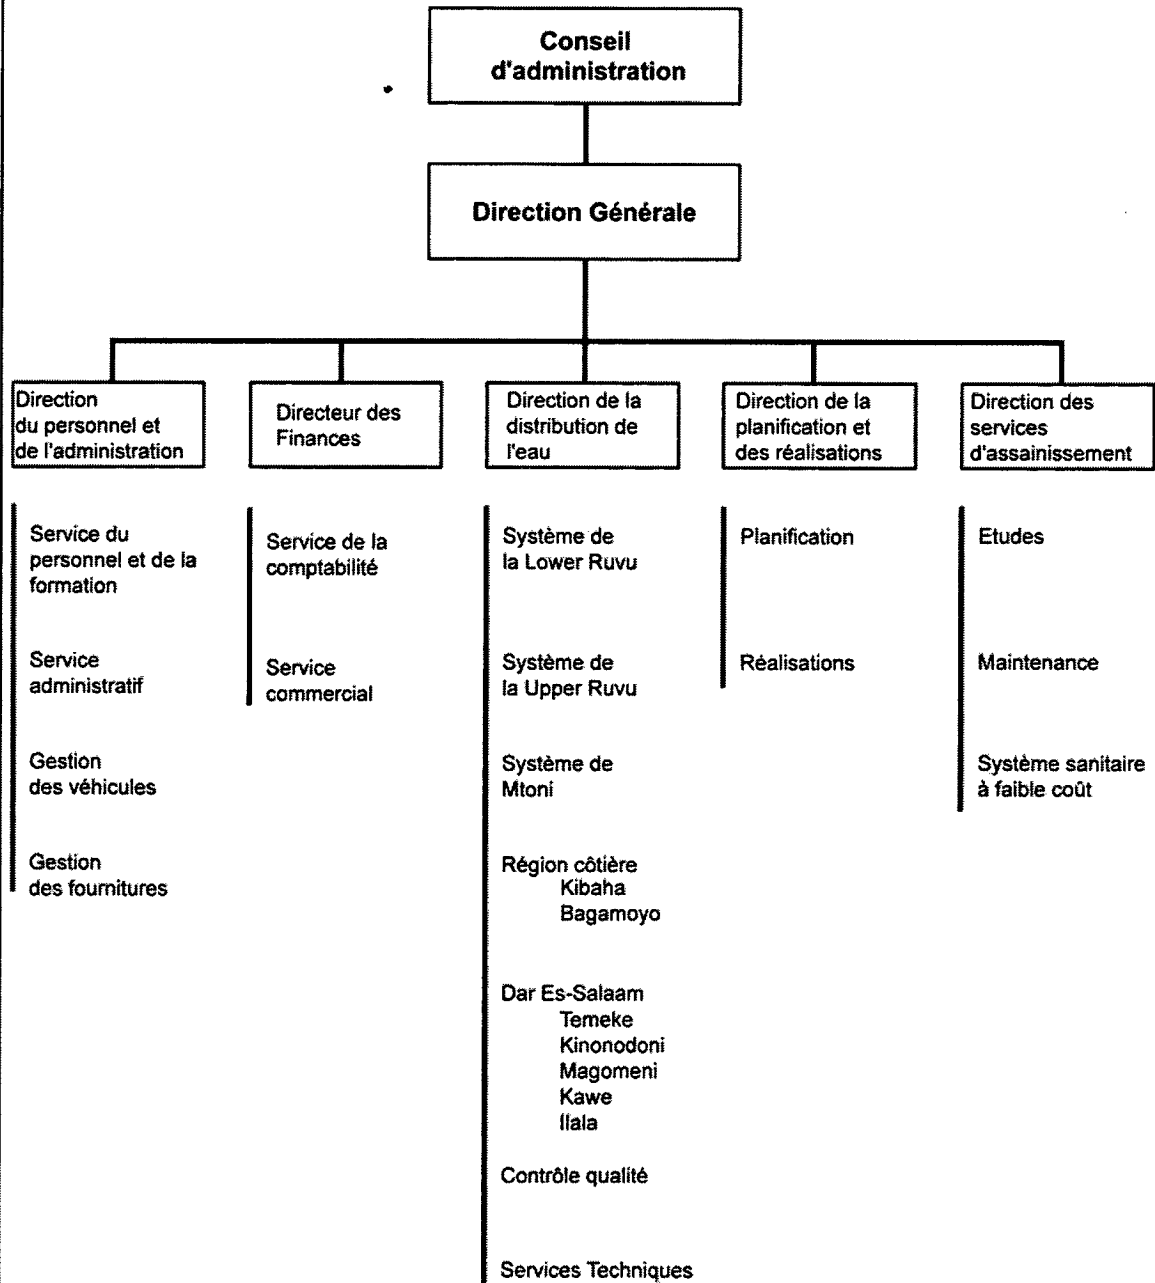 Conseil
d'administration
Direction Générale
Direction
du personnel et
de l'administration
Directeur des
Finances
Direction de la
distribution de
l'eau
Direction de la
planification et
des réalisations
Direction des
services
d'assainissement
Service du
personnel et de la
formation
Service
administratif
Gestion
des véhicules
Gestion
des fournitures
Service de la
comptabilité
Service
commercial
Système de
la Lower Ruvu
Système de
la Upper Ruvu
Système de
Mtoni
Région côtière
Kibaha
Bagamoyo
Dar Es-Salaam
Temeke
Kinonodoni
Magomeni
Kawe
Ilala
Contrôle qualité
Services Techniques
Planification
Réalisations
Etudes
Maintenance
Système sanitaire
à faible coût